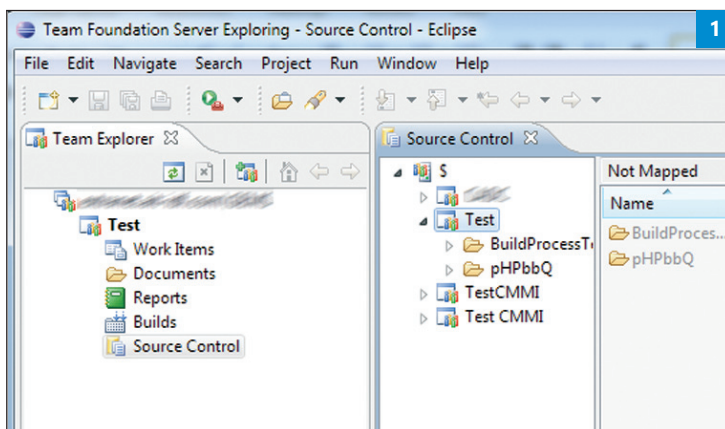 Team Foundation Server Exploring - Source Control - Eclipse
1
File Edit Navigate Search Project Run Window Help
Team Explorer
Test
Work Items
Documents
Reports
Builds
Source Control
Source Control
$
Test
BuildProcessT
pHPbbQ
TestCMMI
Test CMMI
Not Mapped
Name
BuildProces...
pHPbbQ